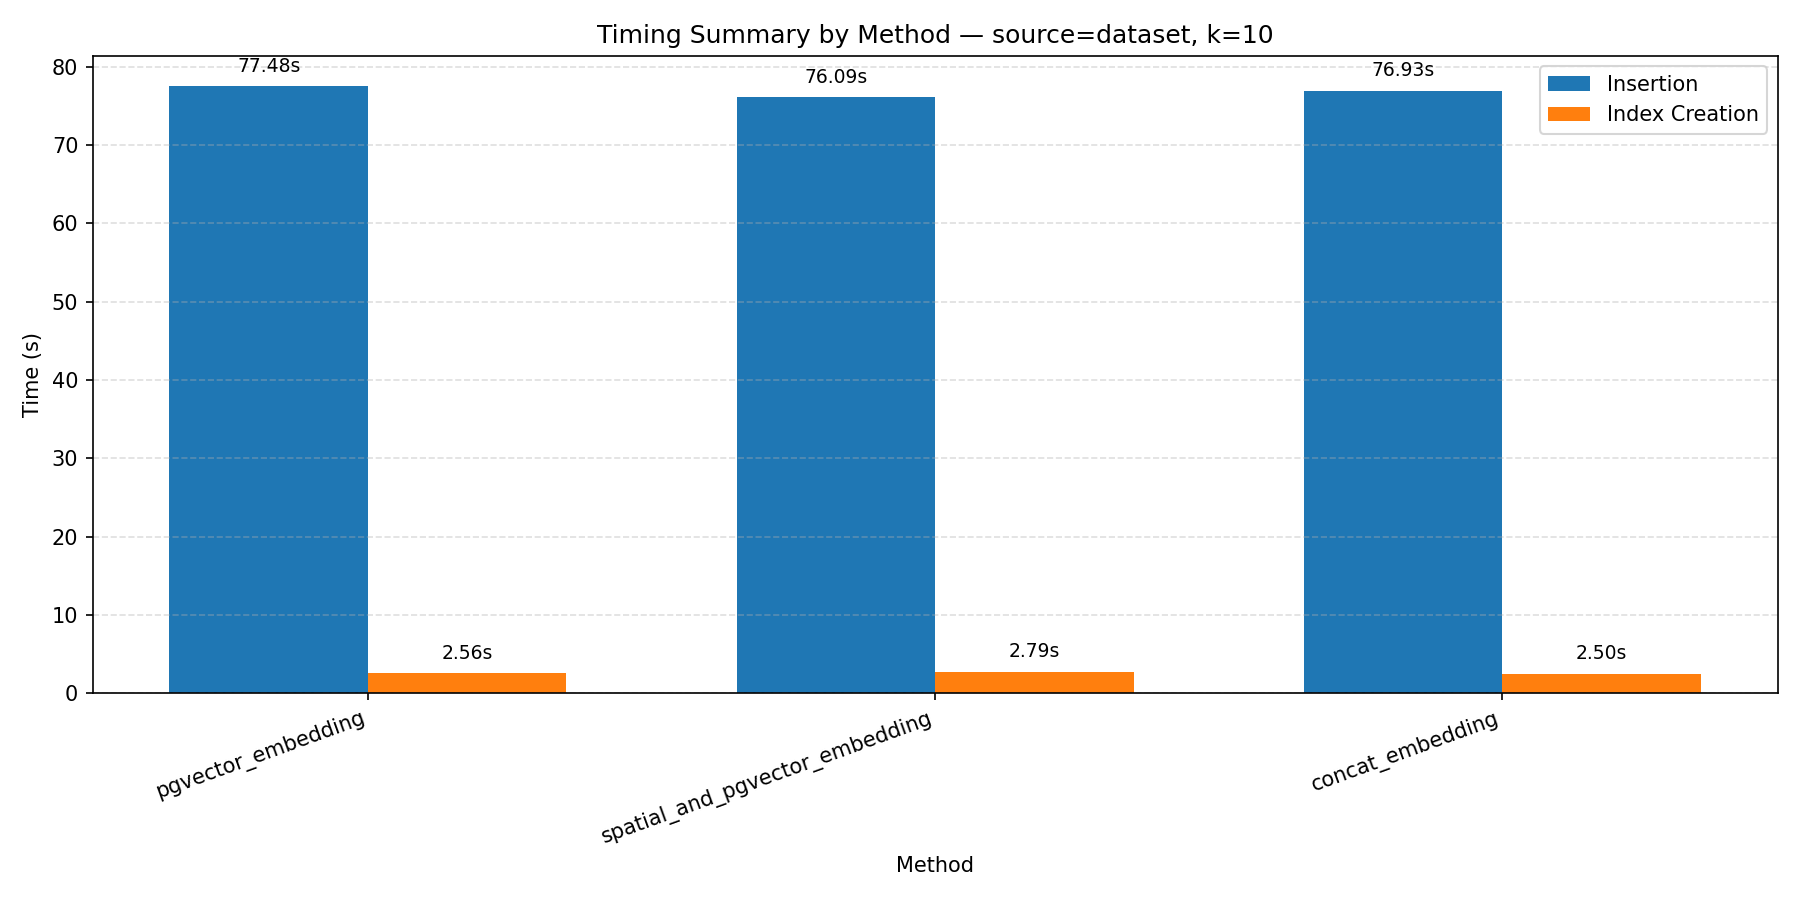 Timing Summary by Method — source=dataset, k=10
80
70
60
50
40
30
20
10
0
Time (s)
77.48s
2.56s
76.09s
2.79s
76.93s
2.50s
Insertion
Index Creation
pgvector_embedding
spatial_and_pgvector_embedding
concat_embedding
Method